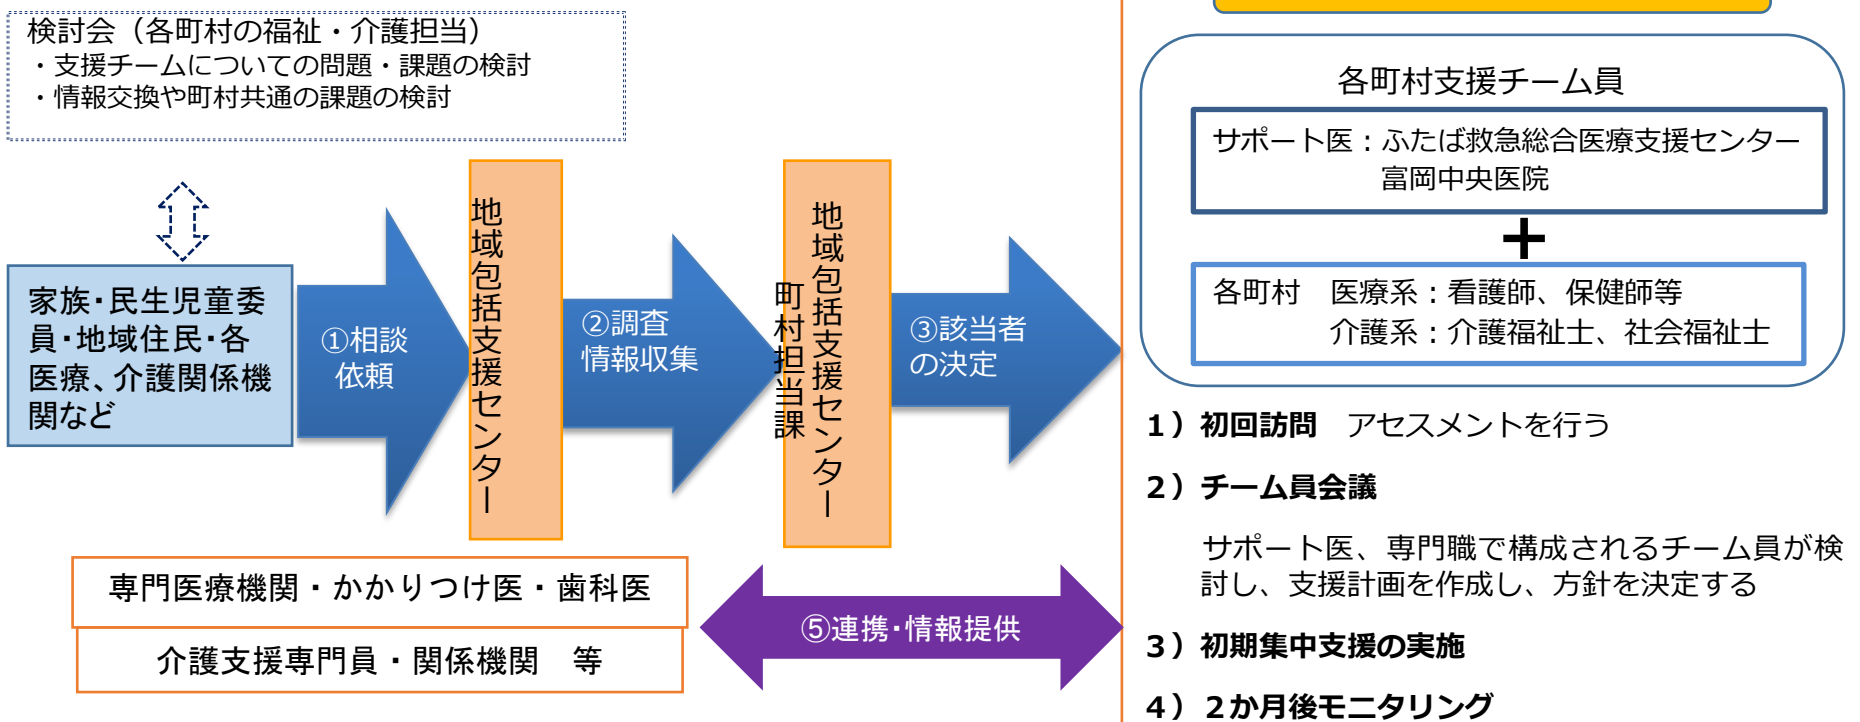 検討会（各町村の福祉・介護担当）
・支援チームについての問題・課題の検討
・情報交換や町村共通の課題の検討
家族・民生児童委
員・地域住民・各
医療、介護関係機
関など
①相談
依頼
地域包括支援センター
②調査
情報収集
地域包括支援センター
町村担当課
③該当者
の決定
専門医療機関・かかりつけ医・歯科医
介護支援専門員・関係機関　等
⑤連携・情報提供
各町村支援チーム員
サポート医：ふたば救急総合医療支援センター
富岡中央医院
＋
各町村　医療系：看護師、保健師等
介護系：介護福祉士、社会福祉士
１）初回訪問　アセスメントを行う
２）チーム員会議
サポート医、専門職で構成されるチーム員が検
討し、支援計画を作成し、方針を決定する
３）初期集中支援の実施
４）２か月後モニタリング